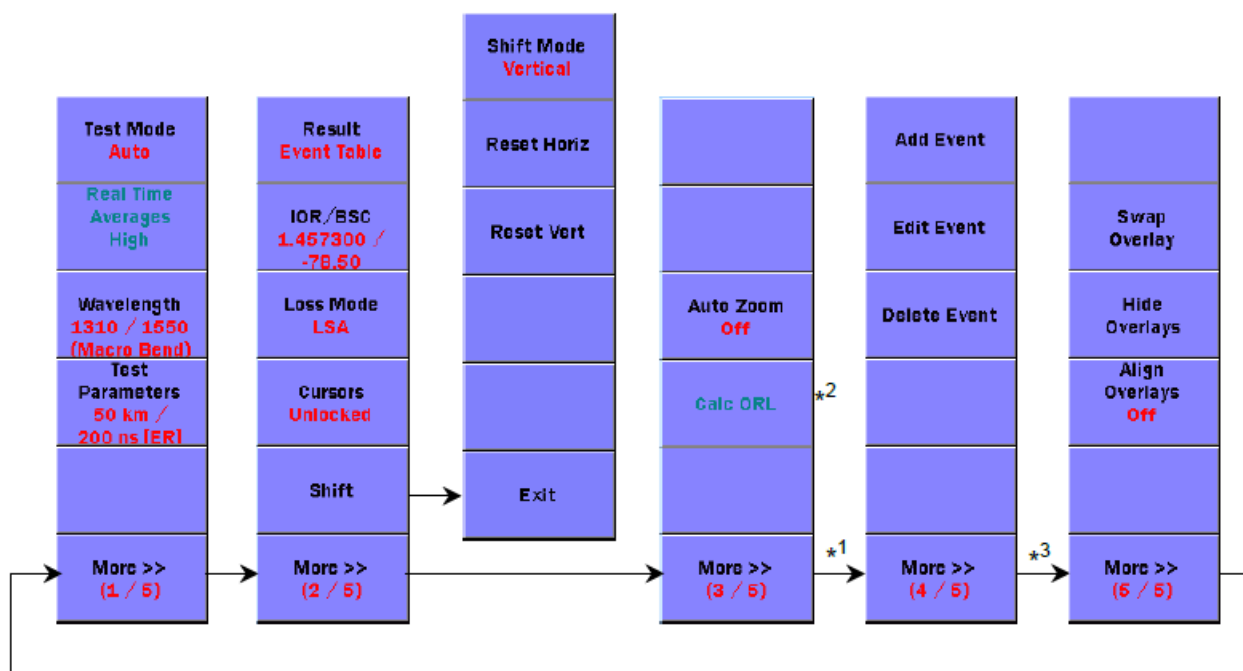 Test Mode
Auto
Real Time
Averages
High
Wavelength
1310 / 1550
(Macro Bend)
Test
Parameters
50 km /
200 ns [ER]
More >>
(1 / 5)
Result
Event Table
IOR/BSC
1.457300 /
-78.50
Loss Mode
LSA
Cursors
Unlocked
Shift
More >>
(2 / 5)
Shift Mode
Vertical
Reset Horiz
Reset Vert
Exit
Auto Zoom
Off
Calc ORL
*2
More >>
(3 / 5)
*1
Add Event
Edit Event
Delete Event
More >>
(4 / 5)
*3
Swap
Overlay
Hide
Overlays
Align
Overlays
Off
More >>
(5 / 5)